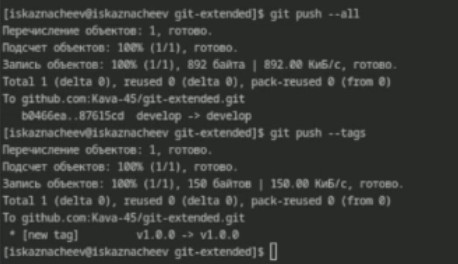 [iskaznacheev@iskaznacheev git-extended]$ git push --all
Перечисление объектов: 1, готово.
Подсчет объектов: 100% (1/1), готово.
Запись объектов: 100% (1/1), 892 байта | 892.00 КиБ/с, готово.
Total 1 (delta 0), reused 0 (delta 0), pack-reused 0 (from 0)
To github.com:Kava-45/git-extended.git
b0466ea..87615cd develop -> develop
[iskaznacheev@iskaznacheev git-extended]$ git push --tags
Перечисление объектов: 1, готово.
Подсчет объектов: 100% (1/1), готово.
Запись объектов: 100% (1/1), 150 байтов | 150.00 КиБ/с, готово.
Total 1 (delta 0), reused 0 (delta 0), pack-reused 0 (from 0)
To github.com:Kava-45/git-extended.git
* [new tag] v1.0.0 -> v1.0.0
[iskaznacheev@iskaznacheev git-extended]$